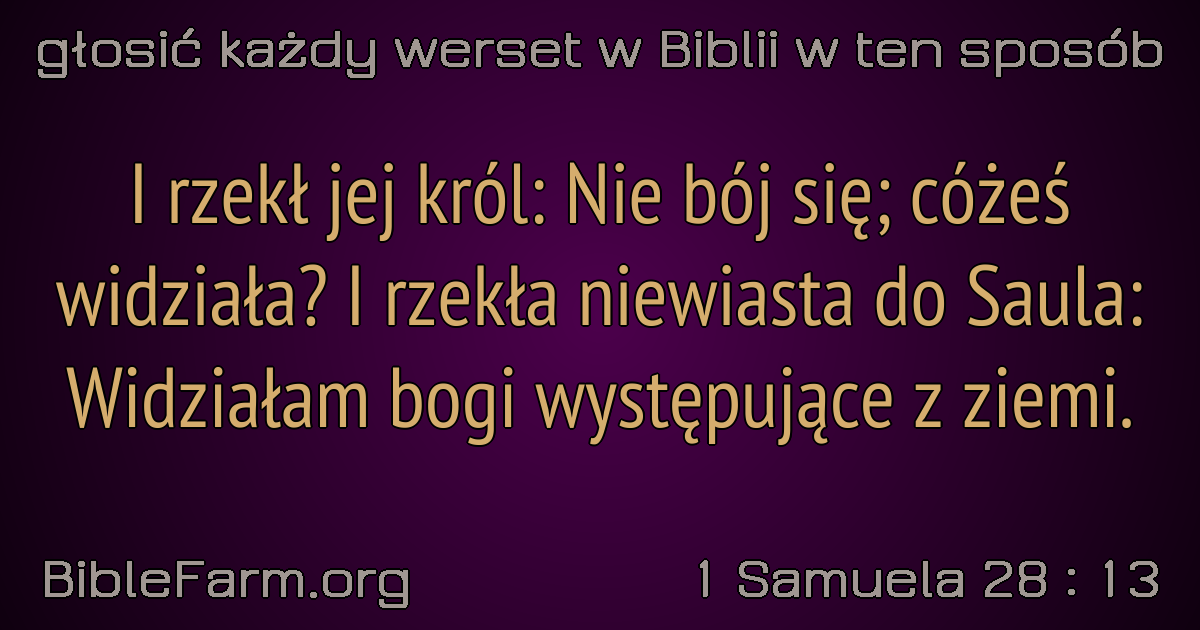 głosić każdy werset w Biblii w ten sposób
I rzekł jej król: Nie bój się; cóżeś
widziała? I rzekła niewiasta do Saula:
Widziałam bogi występujące z ziemi.
BibleFarm.org
1 Samuela 28 : 13